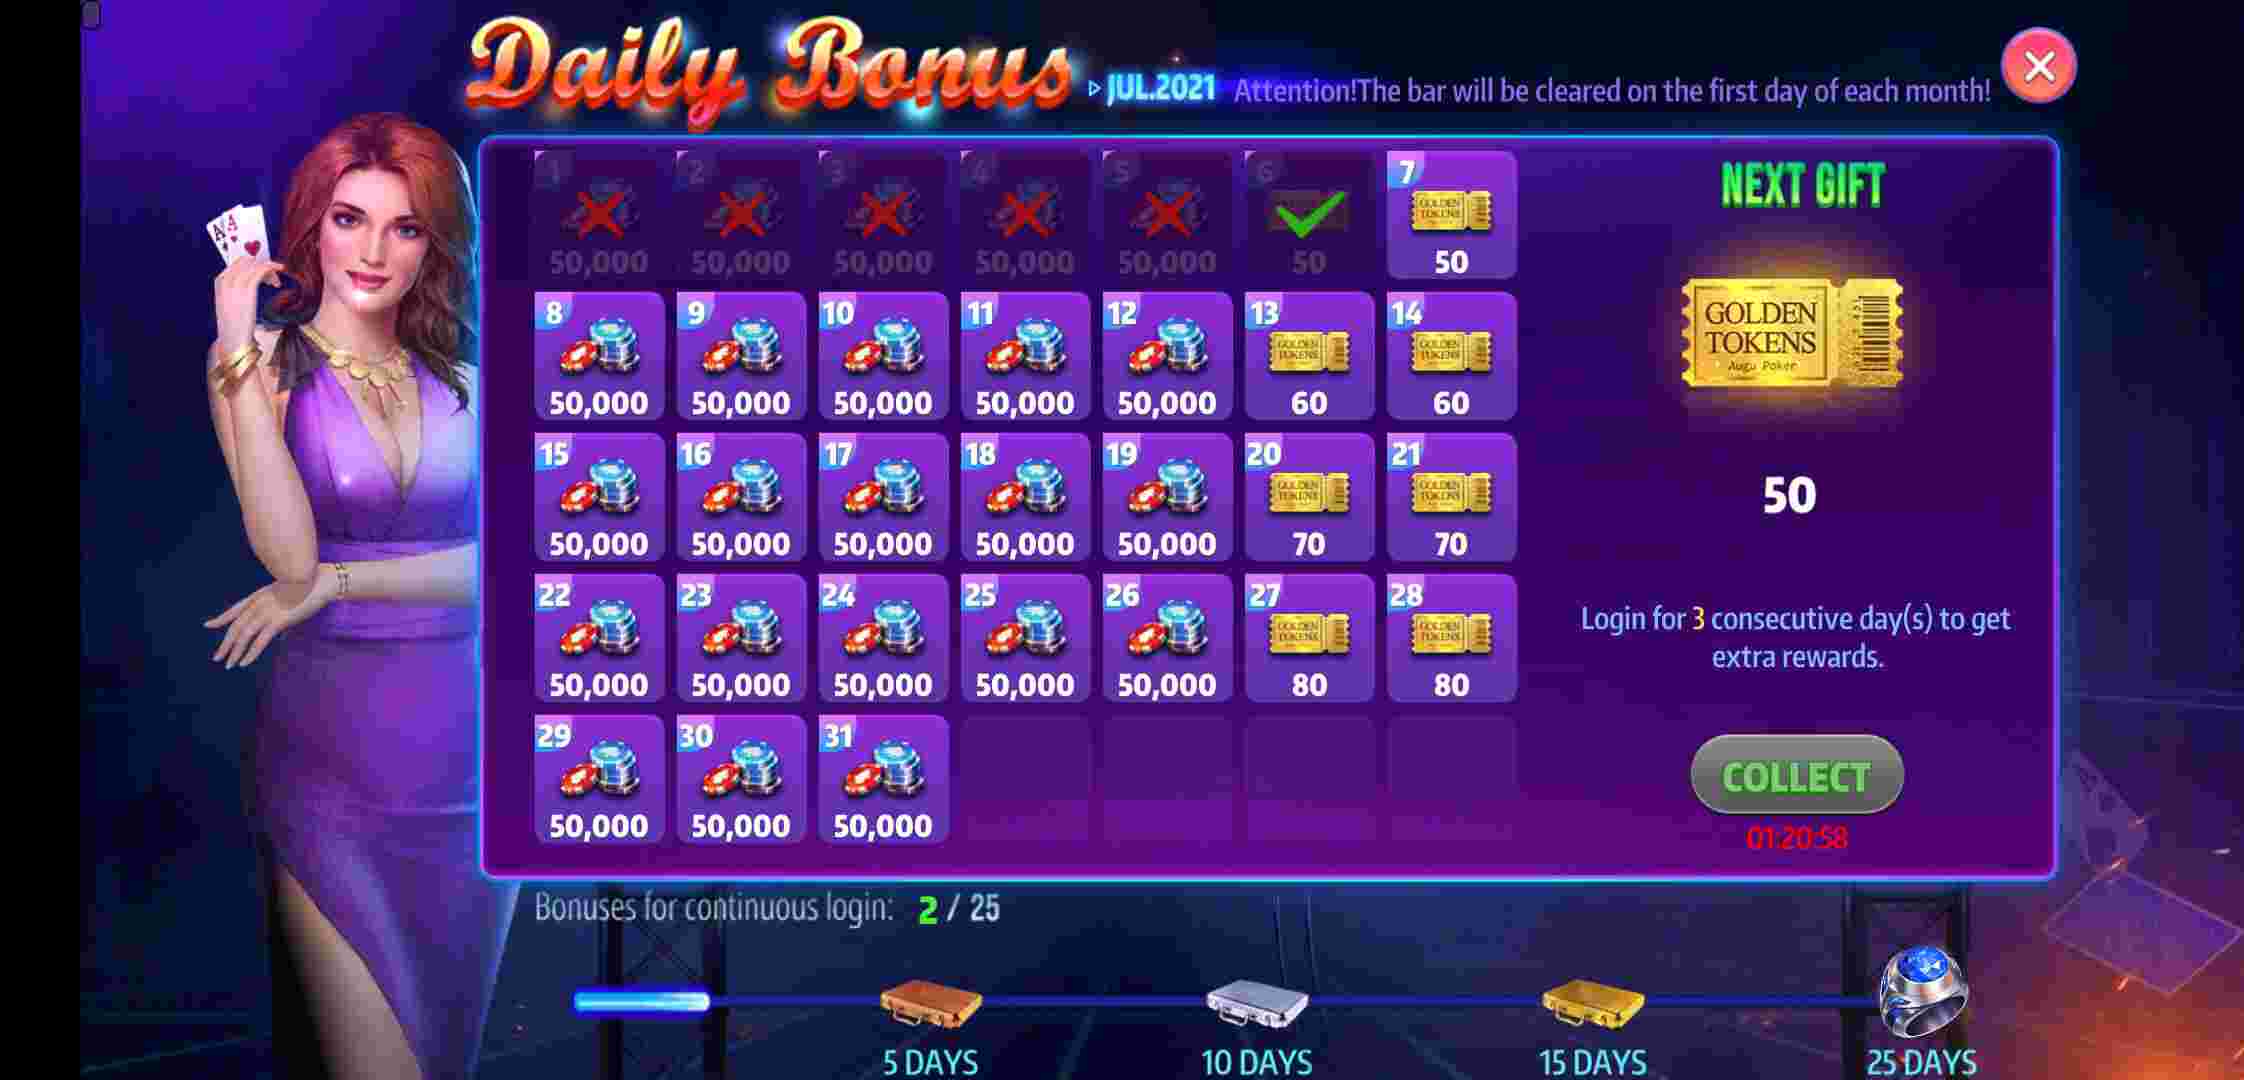 Daily Bonus
JUL.2021 Attention!The bar will be cleared on the first day of each month!
1 2 3 4 5 6 7
50,000 50,000 50,000 50,000 50,000 50 50
8 9 10 11 12 13 14
50,000 50,000 50,000 50,000 50,000 60 60
15 16 17 18 19 20 21
50,000 50,000 50,000 50,000 50,000 70 70
22 23 24 25 26 27 28
50,000 50,000 50,000 50,000 50,000 80 80
29 30 31
50,000 50,000 50,000
NEXT GIFT
GOLDEN
TOKENS
Augu Poker
50
Login for 3 consecutive day(s) to get
extra rewards.
COLLECT
01:20:58
Bonuses for continuous login: 2 / 25
5 DAYS 10 DAYS 15 DAYS 25 DAYS